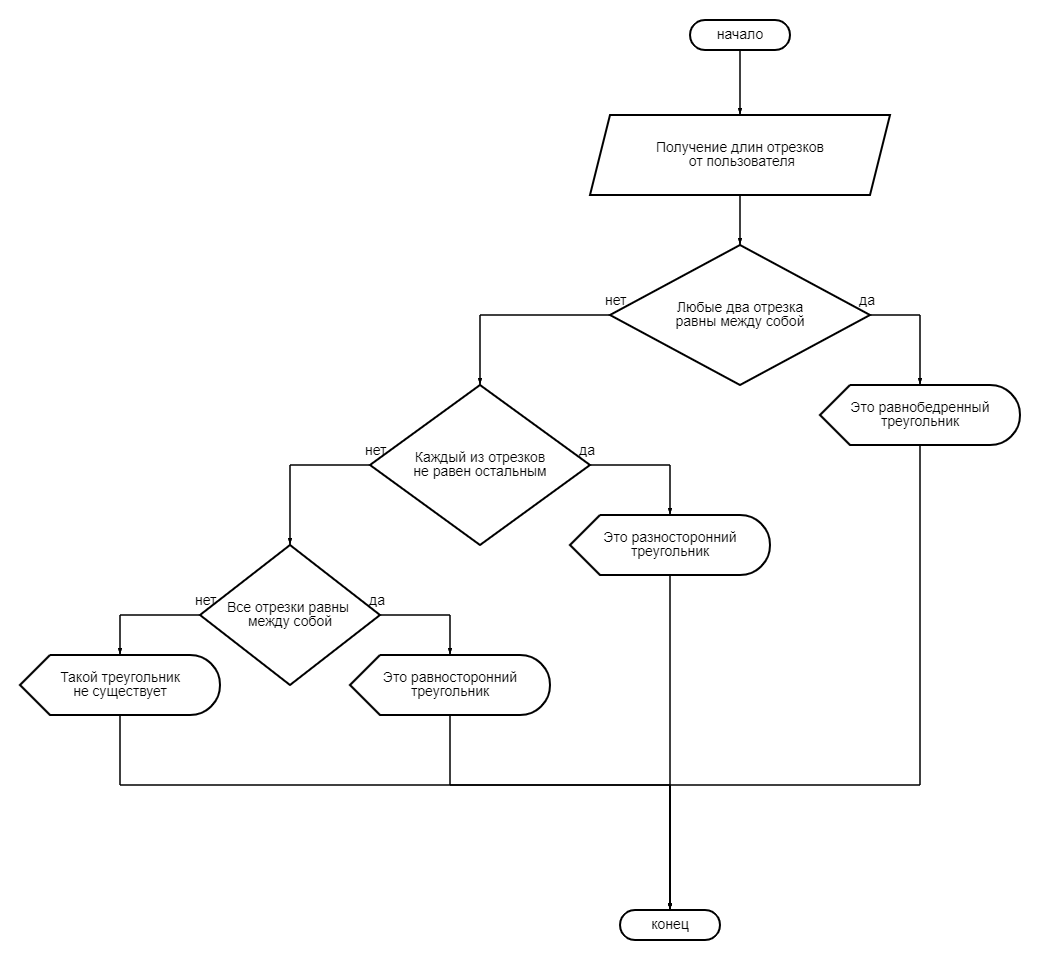 начало
Получение длин отрезков
от пользователя
нет
да
Любые два отрезка
равны между собой
Это равнобедренный
треугольник
нет
да
Каждый из отрезков
не равен остальным
Это разносторонний
треугольник
нет
да
Все отрезки равны
между собой
Такой треугольник
не существует
Это равносторонний
треугольник
конец